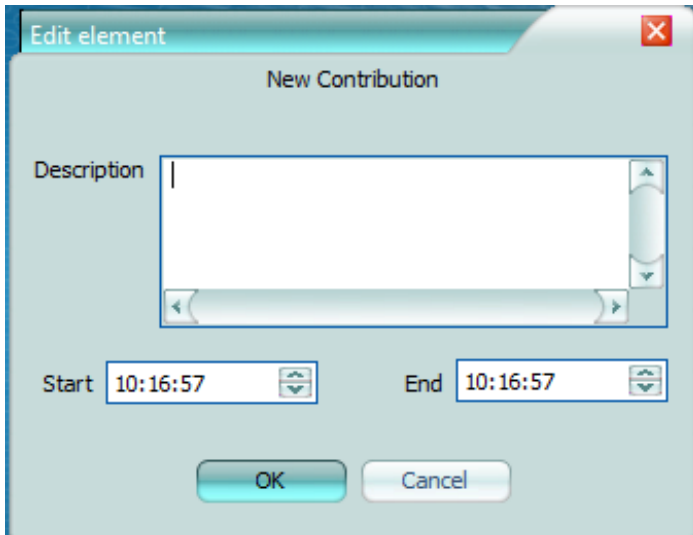 Edit element
New Contribution
Description
Start 10:16:57 End 10:16:57
OK Cancel